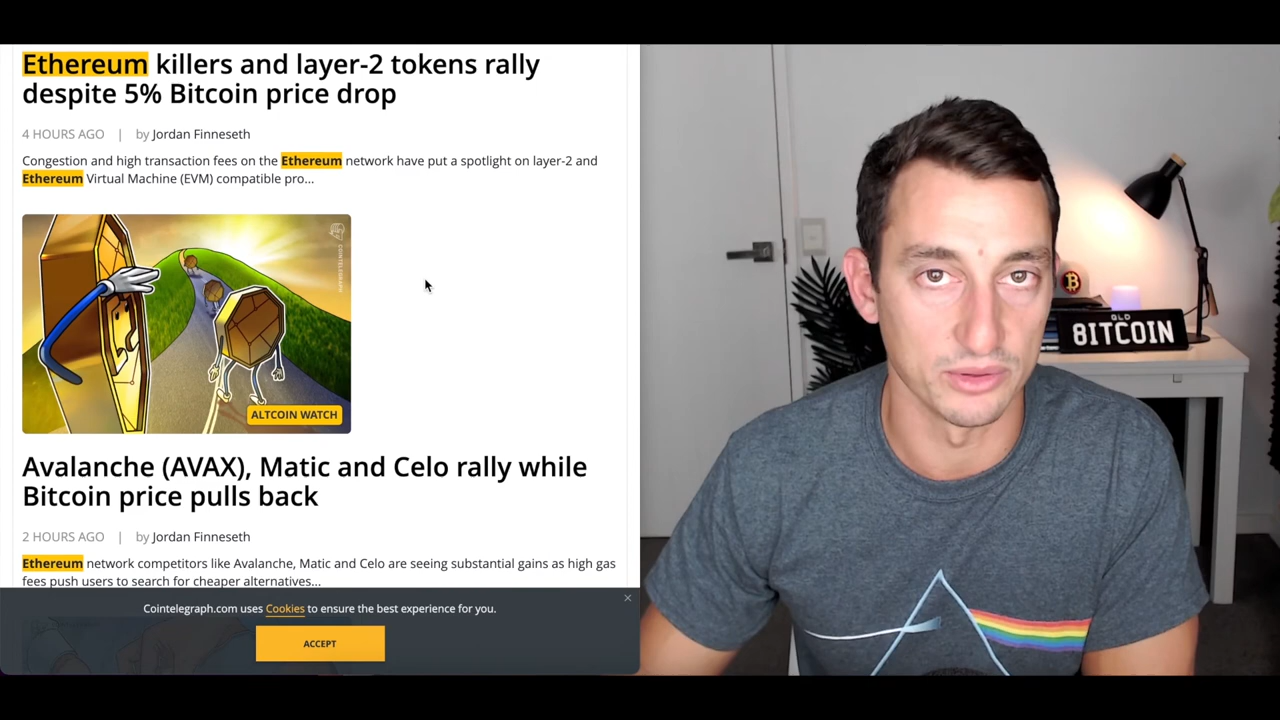 Ethereum killers and layer-2 tokens rally
despite 5% Bitcoin price drop
4 HOURS AGO | by Jordan Finneseth
Congestion and high transaction fees on the Ethereum network have put a spotlight on layer-2 and
Ethereum Virtual Machine (EVM) compatible pro...
COINTELEGRAPH
ALTCOIN WATCH
Avalanche (AVAX), Matic and Celo rally while
Bitcoin price pulls back
2 HOURS AGO | by Jordan Finneseth
Ethereum network competitors like Avalanche, Matic and Celo are seeing substantial gains as high gas
fees push users to search for cheaper alternatives...
Cointelegraph.com uses Cookies to ensure the best experience for you.
ACCEPT
QLD
8ITCOIN